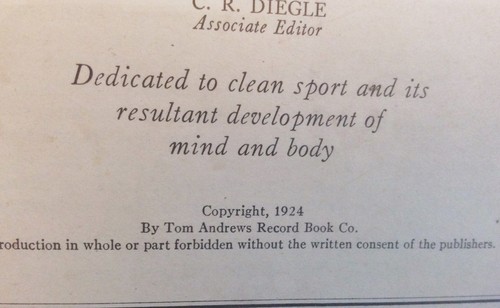 C. R. DIEGLE
Associate Editor
Dedicated to clean sport and its
resultant development of
mind and body
Copyright, 1924
By Tom Andrews Record Book Co.
roduction in whole or part forbidden without the written consent of the publishers.